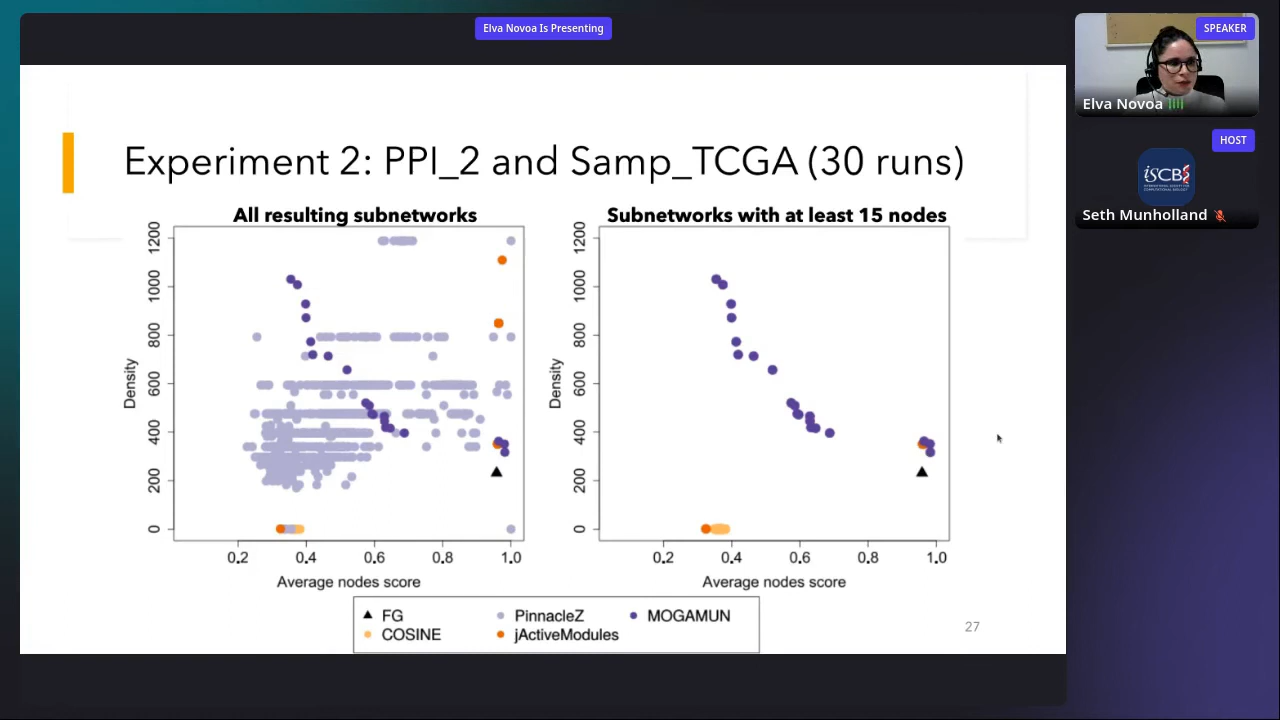 Elva Novoa Is Presenting
SPEAKER
Elva Novoa
HOST
iSCB
Seth Munholland
Experiment 2: PPI_2 and Samp_TCGA (30 runs)
All resulting subnetworks
Subnetworks with at least 15 nodes
1200
1000
800
600
400
200
0
Density
0.2 0.4 0.6 0.8 1.0
Average nodes score
1200
1000
800
600
400
200
0
Density
0.2 0.4 0.6 0.8 1.0
Average nodes score
FG PinnacleZ MOGAMUN
COSINE jActiveModules
27